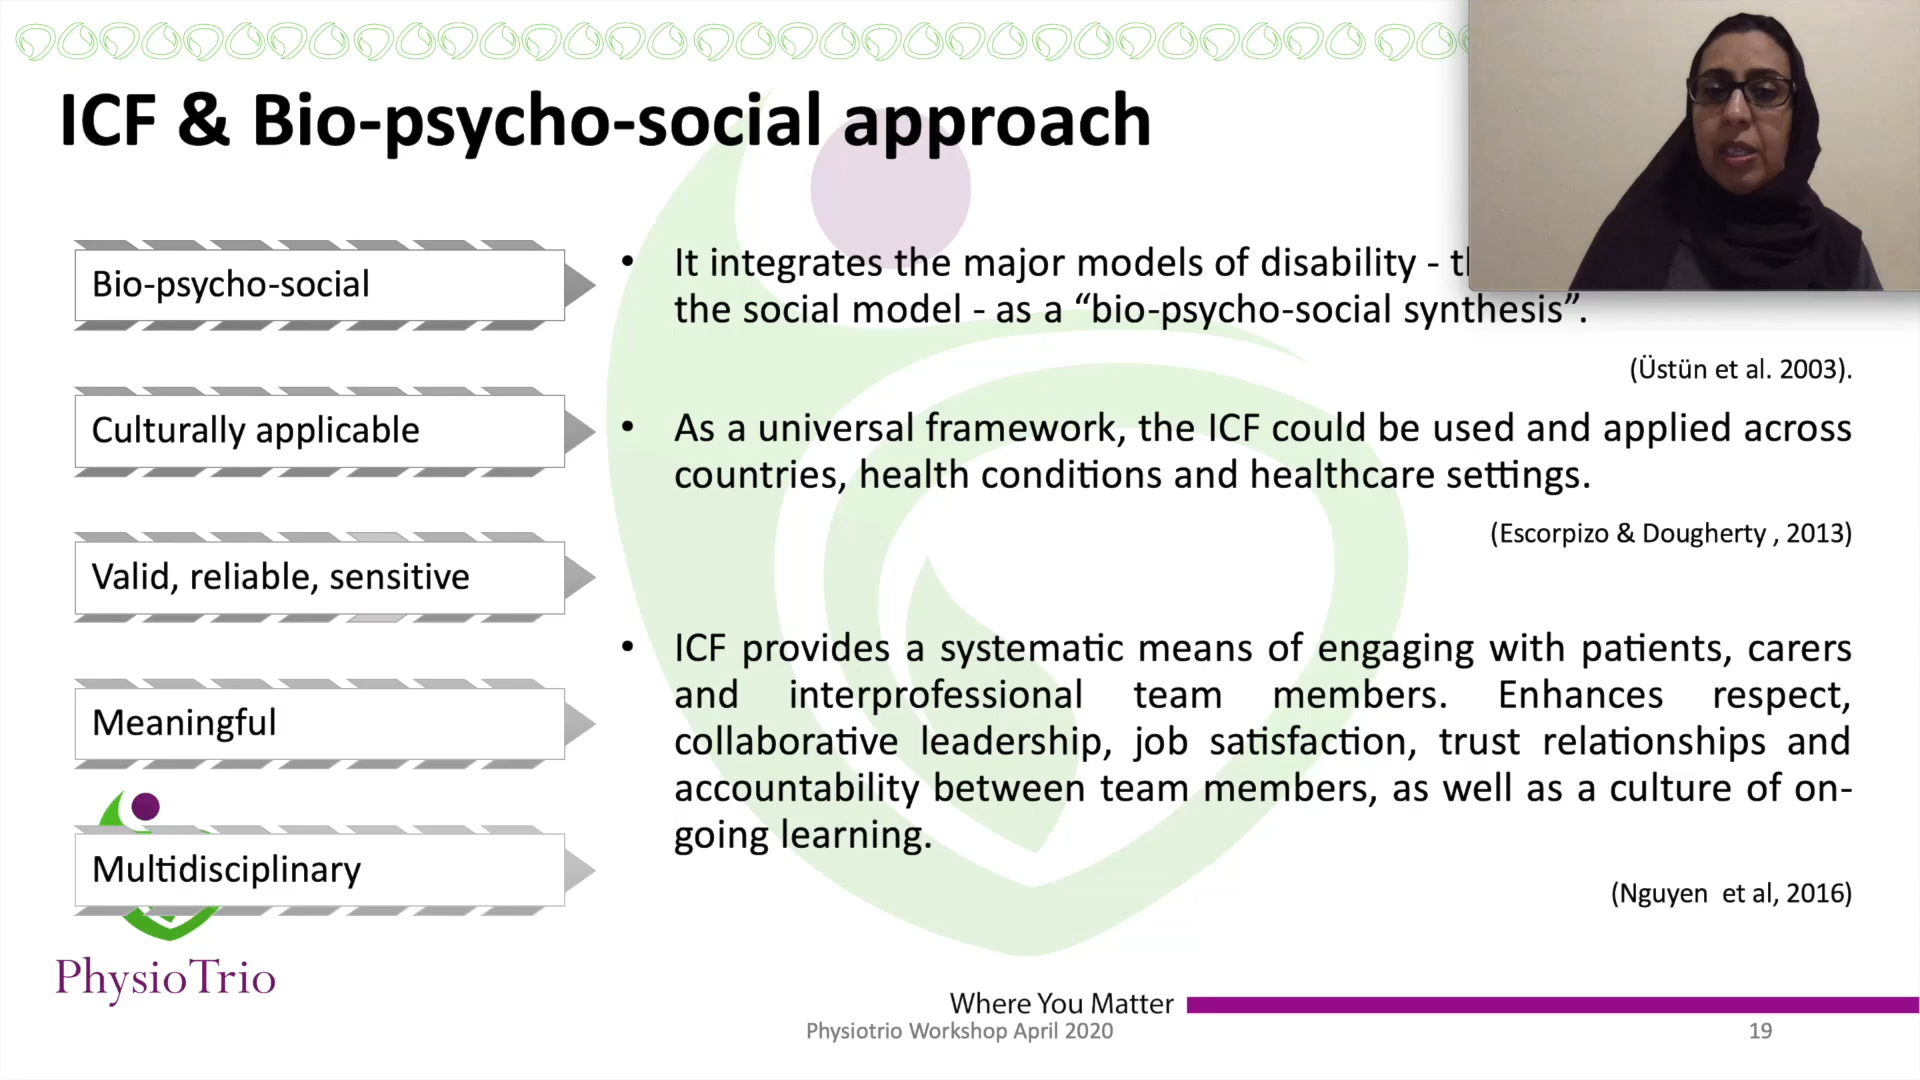 ICF & Bio-psycho-social approach
Bio-psycho-social
• It integrates the major models of disability -
the social model - as a “bio-psycho-social synthesis”.
(Üstün et al. 2003).
Culturally applicable
• As a universal framework, the ICF could be used and applied across
countries, health conditions and healthcare settings.
(Escorpizo & Dougherty , 2013)
Valid, reliable, sensitive
Meaningful
Multidisciplinary
• ICF provides a systematic means of engaging with patients, carers
and interprofessional team members. Enhances respect,
collaborative leadership, job satisfaction, trust relationships and
accountability between team members, as well as a culture of on-
going learning.
(Nguyen et al, 2016)
PhysioTrio
Where You Matter
Physiotrio Workshop April 2020
19